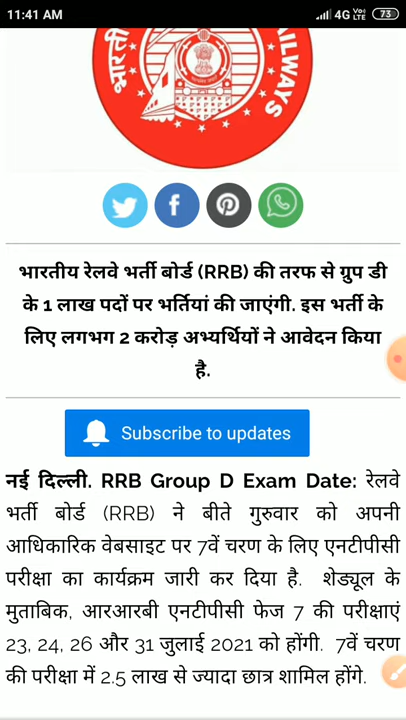 11:41 AM
4G VoI LTE 73
भारतीय
RAILWAYS
भारतीय रेलवे भर्ती बोर्ड (RRB) की तरफ से ग्रुप डी
के 1 लाख पदों पर भर्तियां की जाएंगी. इस भर्ती के
लिए लगभग 2 करोड़ अभ्यर्थियों ने आवेदन किया
है.
Subscribe to updates
नई दिल्ली. RRB Group D Exam Date: रेलवे
भर्ती बोर्ड (RRB) ने बीते गुरुवार को अपनी
आधिकारिक वेबसाइट पर 7वें चरण के लिए एनटीपीसी
परीक्षा का कार्यक्रम जारी कर दिया है. शेड्यूल के
मुताबिक, आरआरबी एनटीपीसी फेज 7 की परीक्षाएं
23, 24, 26 और 31 जुलाई 2021 को होंगी. 7वें चरण
की परीक्षा में 2.5 लाख से ज्यादा छात्र शामिल होंगे.